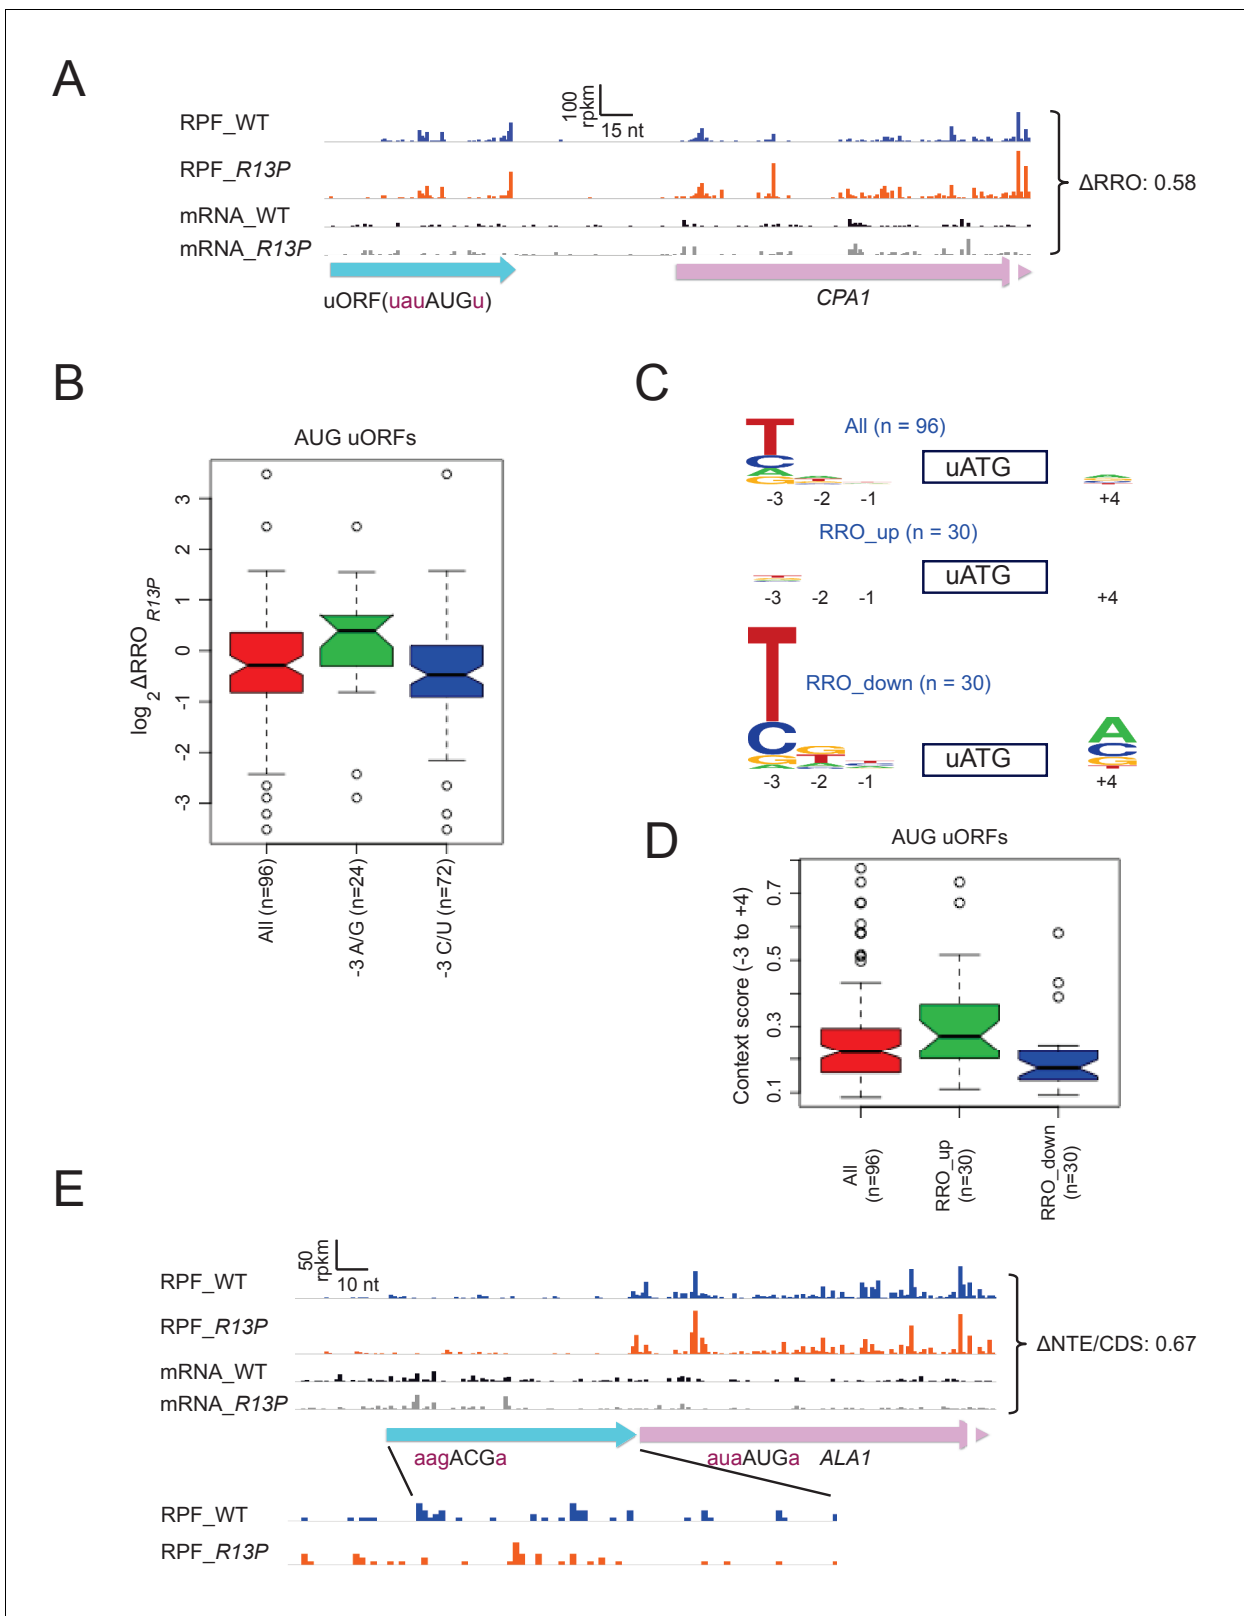 A
100
rpkm
15 nt
RPF_WT
RPF_R13P
mRNA_WT
mRNA_R13P
ΔRRO: 0.58
uORF(uauAUGu)
CPA1
B
AUG uORFs
log2ΔRRO R13P
3
2
1
0
-1
-2
-3
All (n=96)
-3 A/G (n=24)
-3 C/U (n=72)
C
All (n = 96)
T
C
A
G
uATG
-3 -2 -1 +4
RRO_up (n = 30)
uATG
-3 -2 -1 +4
RRO_down (n = 30)
T
C G A
G T C
A A G
uATG
-3 -2 -1 +4
D
AUG uORFs
Context score (-3 to +4)
0.7
0.5
0.3
0.1
All
(n=96)
RRO_up
(n=30)
RRO_down
(n=30)
E
50
rpkm
10 nt
RPF_WT
RPF_R13P
mRNA_WT
mRNA_R13P
ΔNTE/CDS: 0.67
aagACGa
auaAUGa ALA1
RPF_WT
RPF_R13P